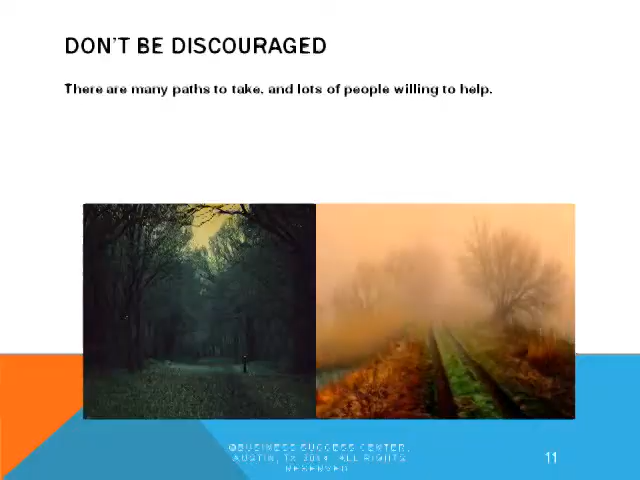 DON'T BE DISCOURAGED
There are many paths to take, and lots of people willing to help.
©BUSINESS SUCCESS CENTER,
AUSTIN, TX ALL RIGHTS
RESERVED
11